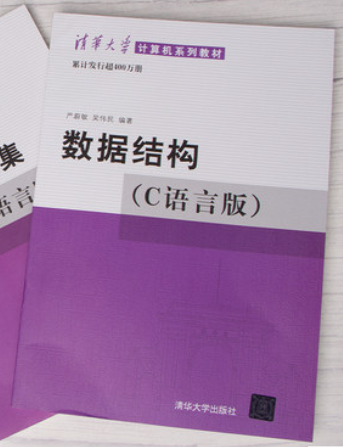 清华大学 计算机系列教材
累计发行超400万册
严蔚敏 吴伟民 编著
数据结构
（C语言版）
清华大学出版社
集
语言